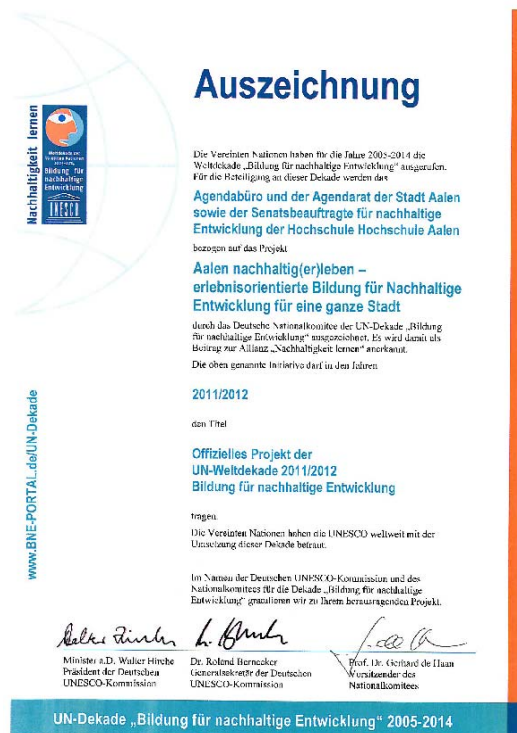 Auszeichnung
Nachhaltigkeit lernen
Weltdekade der
Vereinten Nationen
2005-2014
Bildung für
nachhaltige
Entwicklung
UNESCO
Die Vereinten Nationen haben für die Jahre 2005-2014 die
Weltdekade „Bildung für nachhaltige Entwicklung“ ausgerufen.
Für die Beteiligung an dieser Dekade werden das
Agendabüro und der Agendarat der Stadt Aalen
sowie der Senatsbeauftragte für nachhaltige
Entwicklung der Hochschule Hochschule Aalen
bezogen auf das Projekt
Aalen nachhaltig(er)leben –
erlebnisorientierte Bildung für Nachhaltige
Entwicklung für eine ganze Stadt
durch das Deutsche Nationalkomitee der UN-Dekade „Bildung
für nachhaltige Entwicklung“ ausgezeichnet. Es wird damit als
Beitrag zur Allianz „Nachhaltigkeit lernen“ anerkannt.
Die oben genannte Initiative darf in den Jahren
2011/2012
den Titel
Offizielles Projekt der
UN-Weltdekade 2011/2012
Bildung für nachhaltige Entwicklung
tragen.
Die Vereinten Nationen haben die UNESCO weltweit mit der
Umsetzung dieser Dekade betraut.
Im Namen der Deutschen UNESCO-Kommission und des
Nationalkomitees für die Dekade „Bildung für nachhaltige
Entwicklung“ gratulieren wir zu Ihrem herausragenden Projekt.
www.BNE-PORTAL.de/UN-Dekade
Minister a.D. Walter Hirche
Präsident der Deutschen
UNESCO-Kommission
Dr. Roland Bernecker
Generalsekretär der Deutschen
UNESCO-Kommission
Prof. Dr. Gerhard de Haan
Vorsitzender des
Nationalkomitees
UN-Dekade „Bildung für nachhaltige Entwicklung“ 2005-2014